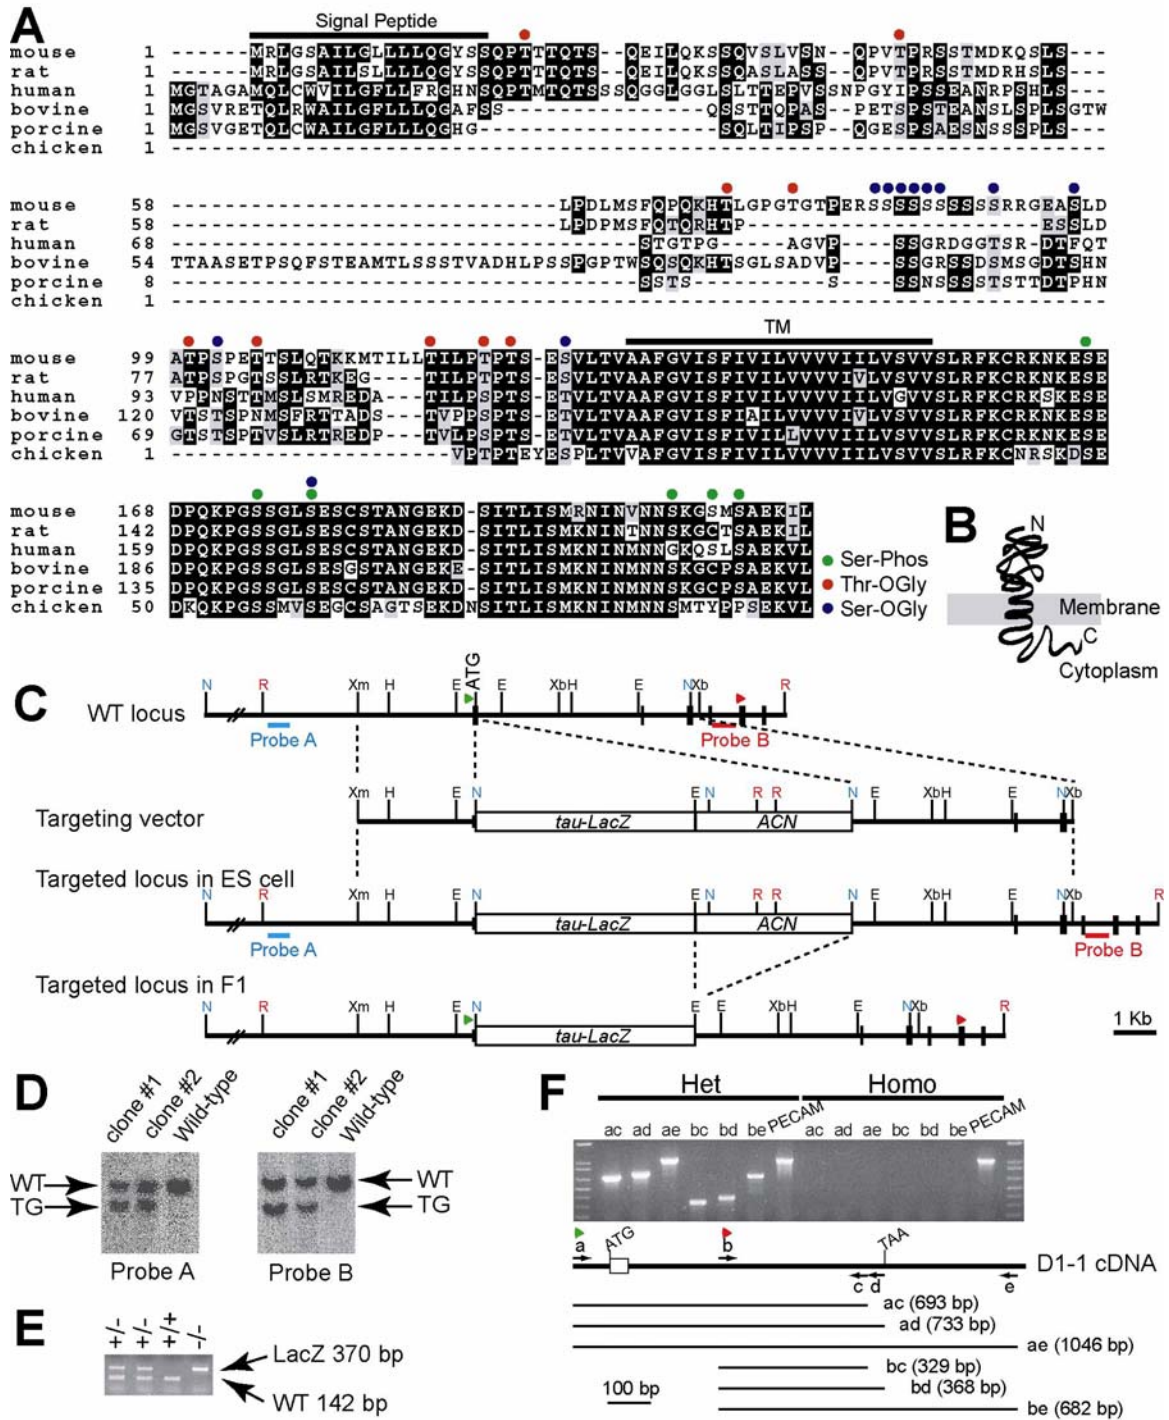 A
Signal Peptide
mouse 1 ------MRLGSAILGLLLLQGYSSQPTTTQTS--QEILQKSSQVSLVSN--QPVTPRSSTMDKQSLS---
rat 1 ------MRLGSAILSLLLLQGYSSQPTTTQTS--QEILQKSSQASLASS--QPVTPRSSTMDRHSLS---
human 1 MGTAGAMQLCWVILGFLLFRGHNSQPTMTQTSSSQGGLGGLSLTTEPVSSNPGYIPSSEANRPSHLS---
bovine 1 MGSVRETQLRWAILGFLLLQGAFSS---------------QSSTTQPAS--PETSPSTEANSLSPLSGTW
porcine 1 MGSVGETQLCWAILGFLLLQGHG------------------SQLTIPSP--QGESPSAESNSSSPLS---
chicken 1
mouse 58 -----------------------------LPDLMSFQPQKHTLGPGTGTPERSSSSSSSSSSRRGEASLD
rat 58 -----------------------------LPDPMSFQTQRHTP----------------------ESSLD
human 68 -----------------------------------STGTPG-----AGVP----SSGRDGGTSR-DTFQT
bovine 54 TTAASETPSQFSTEAMTLSSSTVADHLPSSPGPTWSQSQKHTSGLSADVP----SSGRSSDSMSGDTSHN
porcine 8 -----------------------------------SSTS----------S----SSNSSSTSTTDTPHN
chicken 1
TM
mouse 99 ATPSPETTSLQTKKMTILLTILPTPTS-ESVLTVAAFGVISFIVILVVVVIILVSVVSLRFKCRKNKESE
rat 77 ATPSPGTSSLRTKEG----TILPTPTS-ESVLTVAAFGVISFIVILVVVVIVLVSVVSLRFKCRKNKESE
human 93 VPPNSTTMSLSMREDA---TILPSPTS-ETVLTVAAFGVISFIVILVVVVIILVGVVSLRFKCRKSKESE
bovine 120 VTSTSPNMSFRTTADS---TVPPSPTS-ETVLTVAAFGVISFIAILVVVVIVLVSVVSLRFKCRKNKESE
porcine 69 GTSTSPTVSLRTREDP---TVLPSPTS-ETVLTVAAFGVISFIVILLVVVIILVSVVSLRFKCRKNKESE
chicken 1 ---------------------VPTPTEYESPLTVVAFGVISFIVILVVVVIILVSVVSLRFKCNRSKDSE
mouse 168 DPQKPGSSGLSESCSTANGEKD-SITLISMRNINVNNSKGSMSAEKIL
rat 142 DPQKPGSSGLSESCSTANGEKD-SITLISMKNINTNNSKGCTSAEKIL
human 159 DPQKPGSSGLSESCSTANGEKD-SITLISMKNINMNNGKQSLSAEKVL
bovine 186 DPQKPGSSGLSESGSTANGEKE-SITLISMKNINMNNSKGCPSAEKVL
porcine 135 DPQKPGSSGLSESCSTANGEKD-SITLISMKNINMNNSKGCPSAEKVL
chicken 50 DKQKPGSSMVSEGCSAGTSEKDNSITLISMKNINMNNSMTYPPSEKVL
Ser-Phos
Thr-OGly
Ser-OGly
B
N
Membrane
C
Cytoplasm
C
WT locus
N R Xm H E ATG E Xb H E N Xb R
Probe A
Probe B
Targeting vector
Xm H E N E N R R N E Xb H E N Xb
tau-LacZ ACN
Targeted locus in ES cell
N R Xm H E N E N R R N E Xb H E N Xb R
tau-LacZ ACN
Probe A
Probe B
Targeted locus in F1
N R Xm H E N E E Xb H E N Xb R
tau-LacZ
1 Kb
D
clone #1 clone #2 Wild-type
clone #1 clone #2 Wild-type
WT
TG
WT
TG
Probe A
Probe B
E
+/- +/- +/+ -/-
LacZ 370 bp
WT 142 bp
F
Het Homo
ac ad ae bc bd be PECAM ac ad ae bc bd be PECAM
a ATG b TAA
c d e
D1-1 cDNA
ac (693 bp)
ad (733 bp)
ae (1046 bp)
bc (329 bp)
bd (368 bp)
be (682 bp)
100 bp